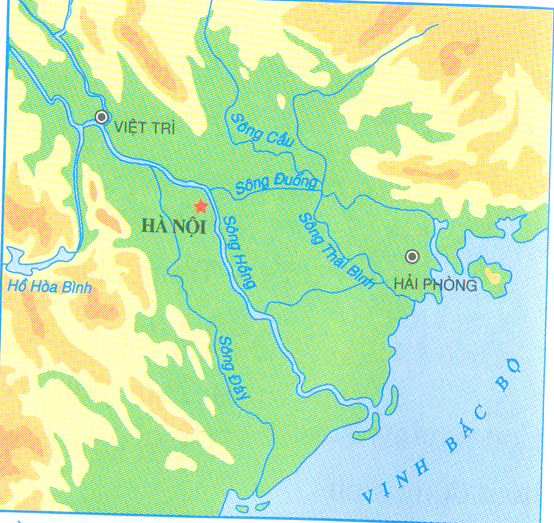 VIỆT TRÌ
Sông Cầu
Sông Đuống
HÀ NỘI
Sông Hồng
Sông Thái Bình
HẢI PHÒNG
Hồ Hòa Bình
Sông Đáy
VỊNH BẮC BỘ